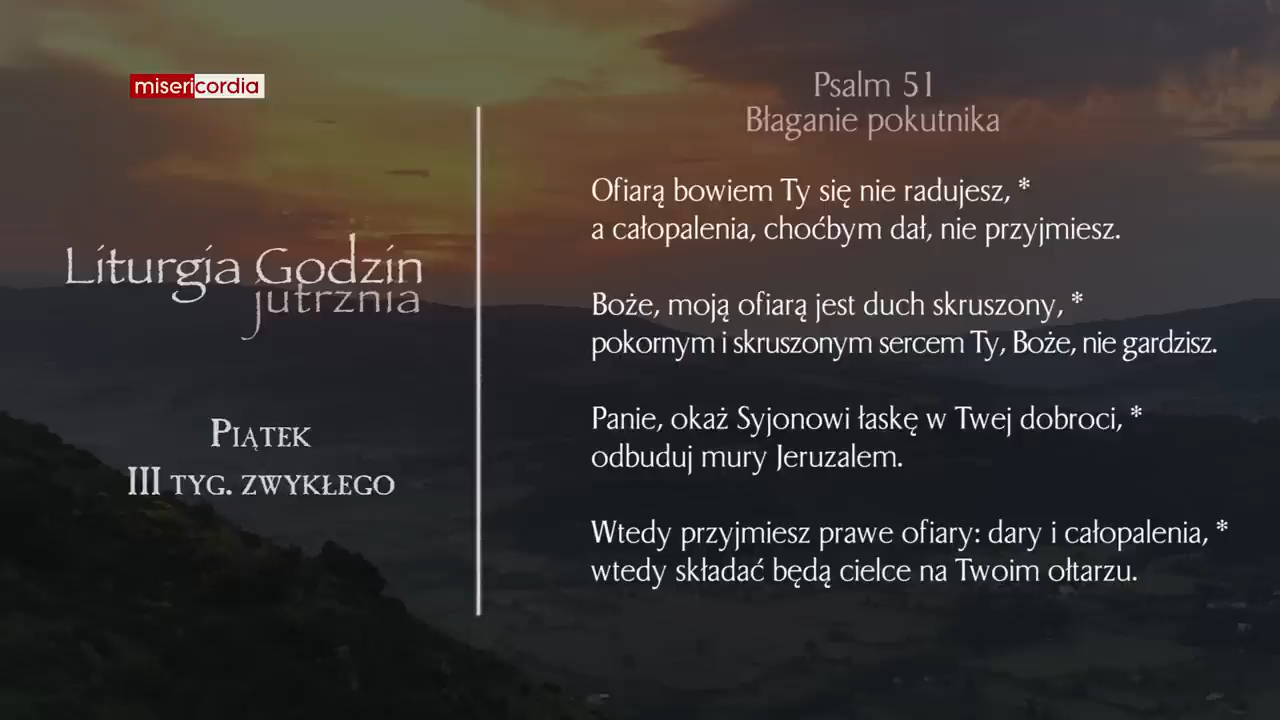 misericordia
Liturgia Godzin
jutrznia
Piątek
III tyg. zwykłego
Psalm 51
Błaganie pokutnika
Ofiarą bowiem Ty się nie radujesz, *
a całopalenia, choćbym dał, nie przyjmiesz.
Boże, moją ofiarą jest duch skruszony, *
pokornym i skruszonym sercem Ty, Boże, nie gardzisz.
Panie, okaż Syjonowi łaskę w Twej dobroci, *
odbuduj mury Jeruzalem.
Wtedy przyjmiesz prawe ofiary: dary i całopalenia, *
wtedy składać będą cielce na Twoim ołtarzu.